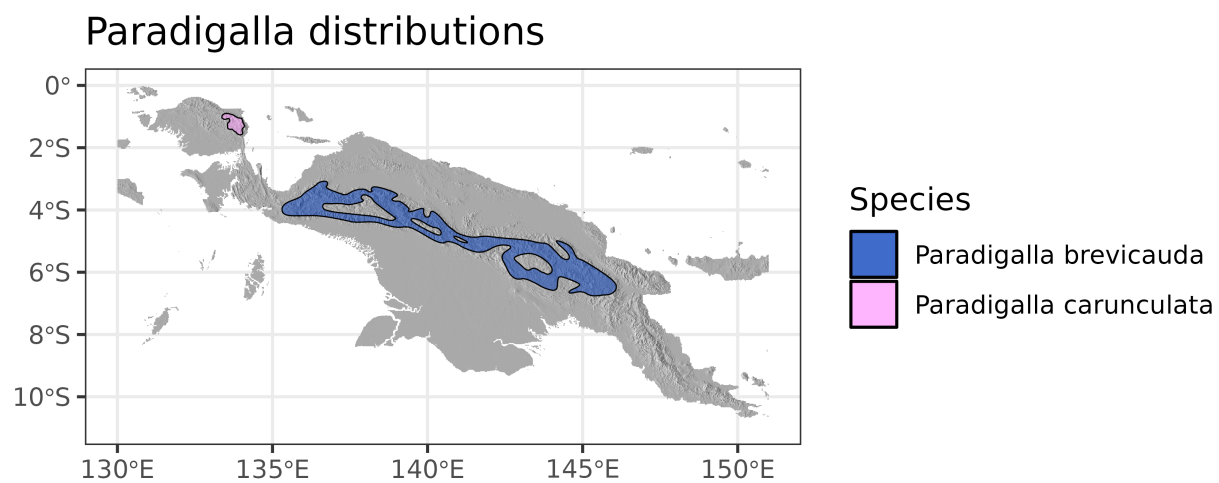 Paradigalla distributions
0°
2°S
4°S
6°S
8°S
10°S
130°E 135°E 140°E 145°E 150°E
Species
Paradigalla brevicauda
Paradigalla carunculata